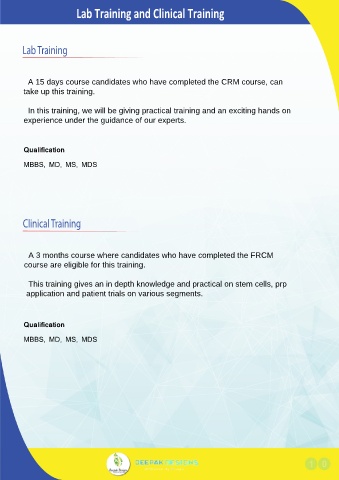 Lab Training and Clinical Training
Lab Training
A 15 days course candidates who have completed the CRM course, can
take up this training.
In this training, we will be giving practical training and an exciting hands on
experience under the guidance of our experts.
Qualification
MBBS, MD, MS, MDS
Clinical Training
A 3 months course where candidates who have completed the FRCM
course are eligible for this training.
This training gives an in depth knowledge and practical on stem cells, prp
application and patient trials on various segments.
Qualification
MBBS, MD, MS, MDS
DEEPAK DESIGNS